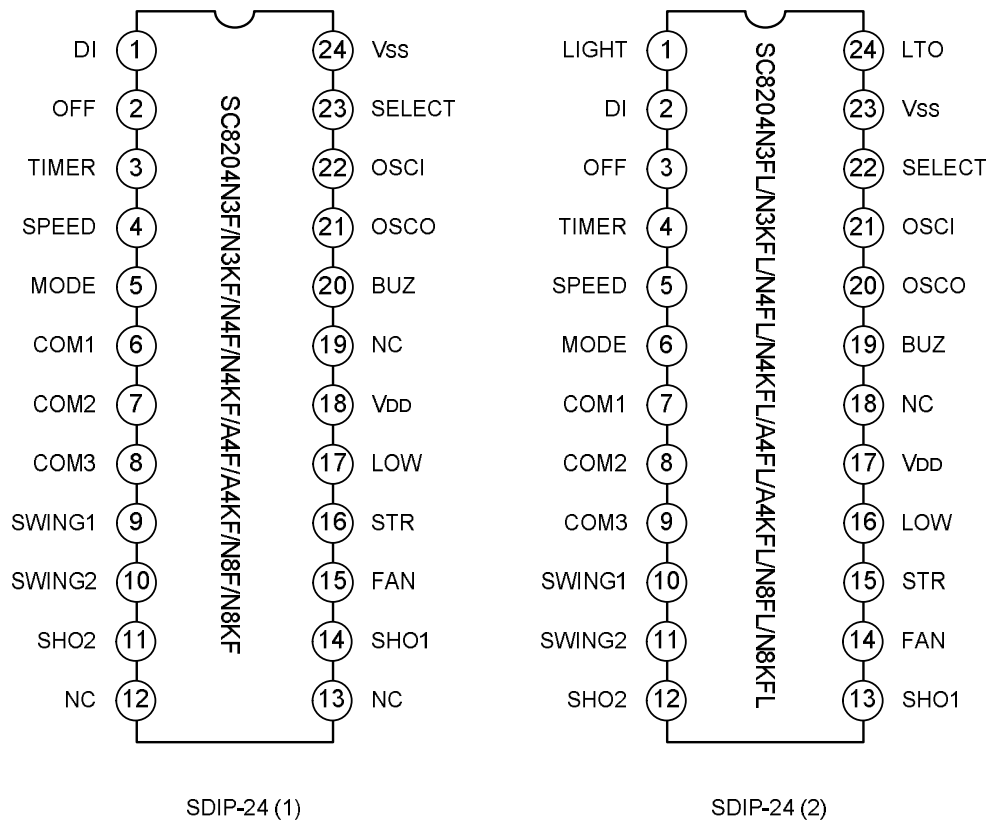 DI 1 24 Vss
OFF 2 23 SELECT
TIMER 3 22 OSCI
SPEED 4 21 OSCO
MODE 5 20 BUZ
COM1 6 19 NC
COM2 7 18 VDD
COM3 8 17 LOW
SWING1 9 16 STR
SWING2 10 15 FAN
SHO2 11 14 SHO1
NC 12 13 NC
SC8204N3F/N3KF/N4F/N4KF/A4F/A4KF/N8F/N8KF
SDIP-24 (1)
LIGHT 1 24 LTO
DI 2 23 Vss
OFF 3 22 SELECT
TIMER 4 21 OSCI
SPEED 5 20 OSCO
MODE 6 19 BUZ
COM1 7 18 NC
COM2 8 17 VDD
COM3 9 16 LOW
SWING1 10 15 STR
SWING2 11 14 FAN
SHO2 12 13 SHO1
SC8204N3FL/N3KFL/N4FL/N4KFL/A4FL/A4KFL/N8FL/N8KFL
SDIP-24 (2)